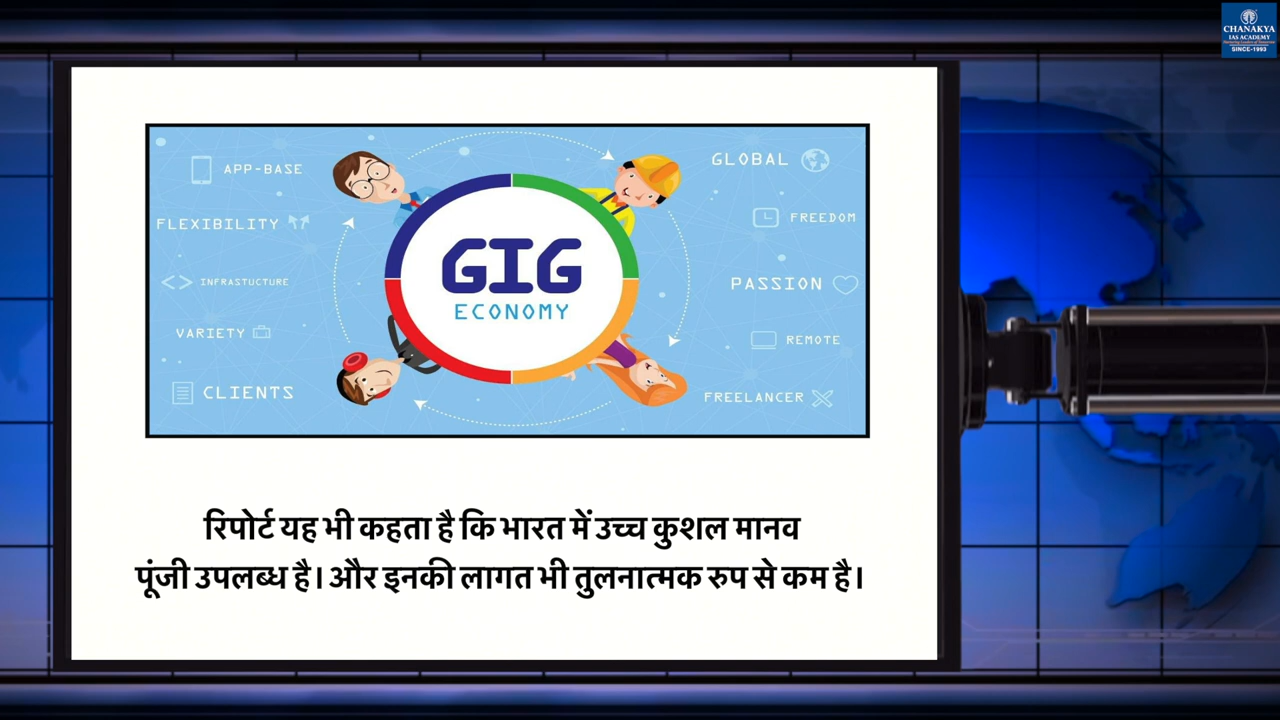 CHANAKYA
IAS ACADEMY
SINCE-1993
APP-BASE
FLEXIBILITY
INFRASTUCTURE
VARIETY
CLIENTS
GIG
ECONOMY
GLOBAL
FREEDOM
PASSION
REMOTE
FREELANCER
रिपोर्ट यह भी कहता है कि भारत में उच्च कुशल मानव
पूंजी उपलब्ध है। और इनकी लागत भी तुलनात्मक रुप से कम है।